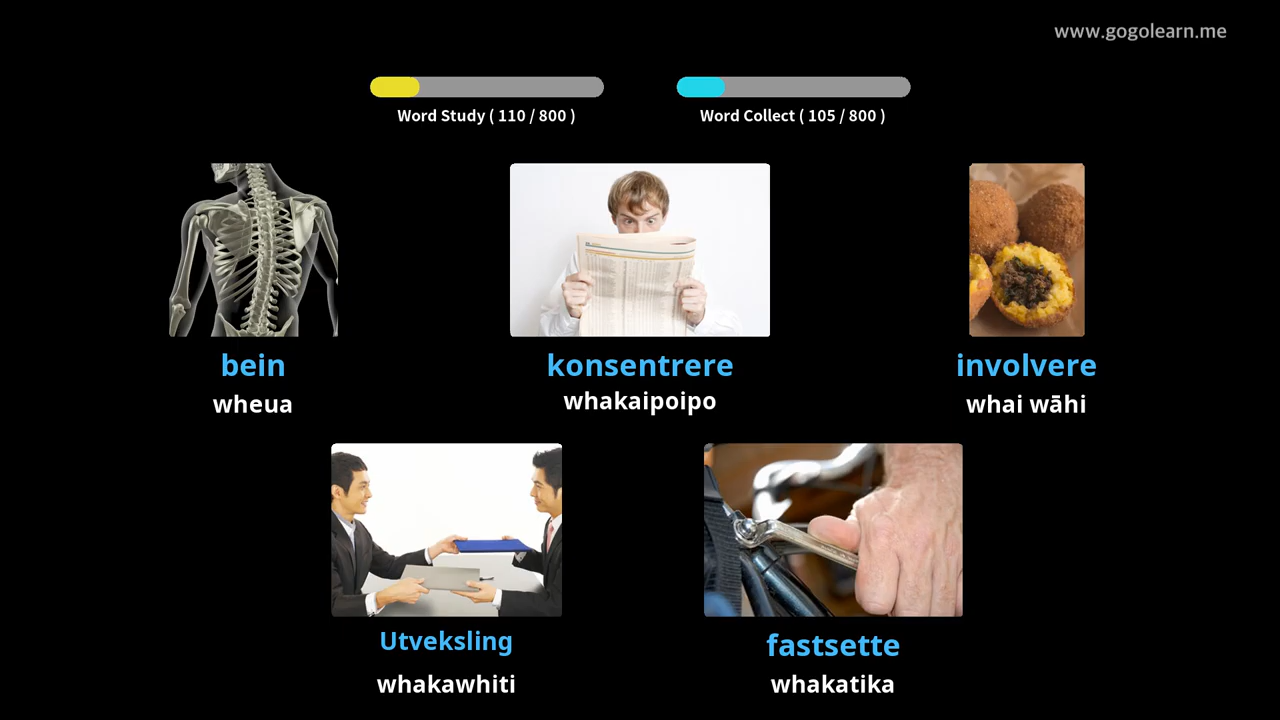 www.gogolearn.me
Word Study ( 110 / 800 )
Word Collect ( 105 / 800 )
bein
wheua
konsentrere
whakaipoipo
involvere
whai wāhi
Utveksling
whakawhiti
fastsette
whakatika